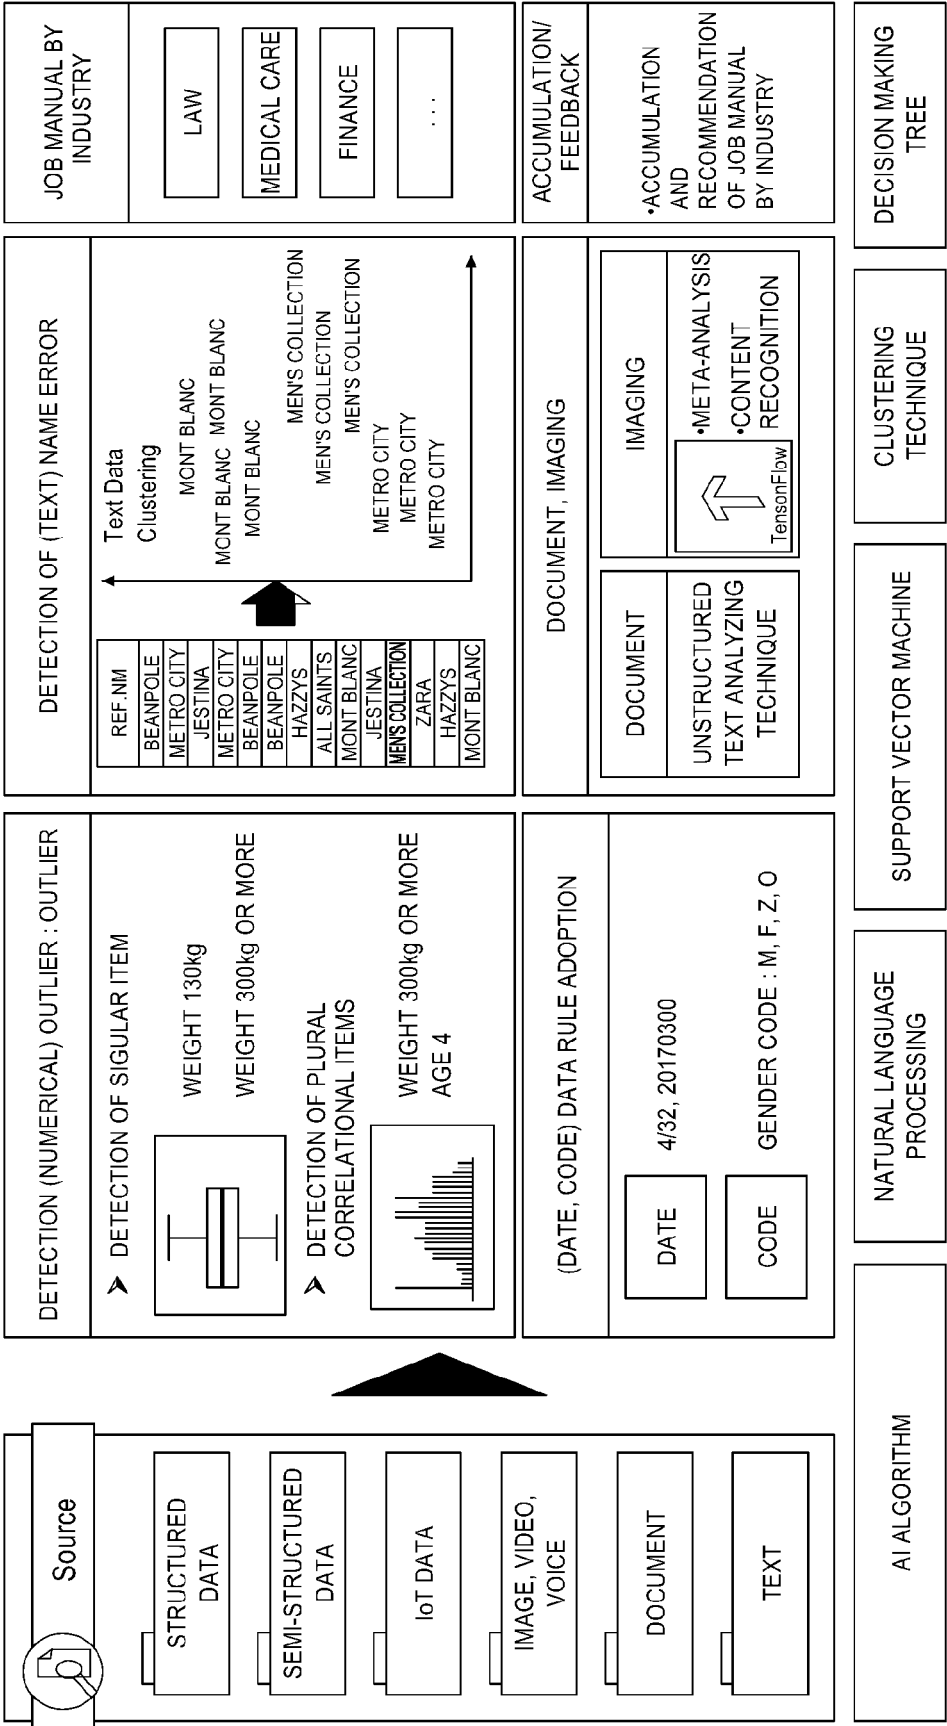 Source
STRUCTURED
DATA
SEMI-STRUCTURED
DATA
IoT DATA
IMAGE, VIDEO,
VOICE
DOCUMENT
TEXT
DETECTION (NUMERICAL) OUTLIER : OUTLIER
DETECTION OF SIGULAR ITEM
WEIGHT 130kg
WEIGHT 300kg OR MORE
DETECTION OF PLURAL
CORRELATIONAL ITEMS
WEIGHT 300kg OR MORE
AGE 4
DETECTION OF (TEXT) NAME ERROR
REF.NM
BEANPOLE
METRO CITY
JESTINA
METRO CITY
BEANPOLE
BEANPOLE
HAZZYS
ALL SAINTS
MONT BLANC
JESTINA
MEN'S COLLECTION
ZARA
HAZZYS
MONT BLANC
Text Data
Clustering
MONT BLANC
MONT BLANC MONT BLANC
MONT BLANC
MEN'S COLLECTION
MEN'S COLLECTION
MEN'S COLLECTION
METRO CITY
METRO CITY
METRO CITY
JOB MANUAL BY
INDUSTRY
LAW
MEDICAL CARE
FINANCE
. . .
(DATE, CODE) DATA RULE ADOPTION
DATE
4/32, 20170300
CODE
GENDER CODE : M, F, Z, O
DOCUMENT, IMAGING
DOCUMENT
UNSTRUCTURED
TEXT ANALYZING
TECHNIQUE
IMAGING
TensonFlow
•META-ANALYSIS
•CONTENT
RECOGNITION
ACCUMULATION/
FEEDBACK
•ACCUMULATION
AND
RECOMMENDATION
OF JOB MANUAL
BY INDUSTRY
AI ALGORITHM
NATURAL LANGUAGE
PROCESSING
SUPPORT VECTOR MACHINE
CLUSTERING
TECHNIQUE
DECISION MAKING
TREE